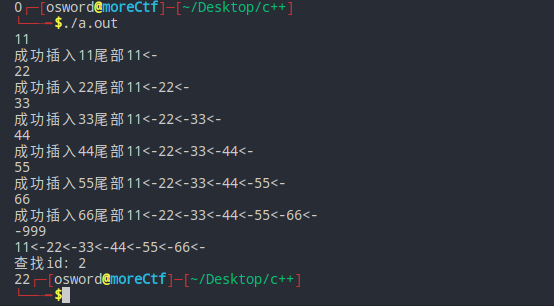 0┌─[osword@moreCtf]─[~/Desktop/c++]
└──╼$./a.out
11
成功插入11尾部11<-
22
成功插入22尾部11<-22<-
33
成功插入33尾部11<-22<-33<-
44
成功插入44尾部11<-22<-33<-44<-
55
成功插入55尾部11<-22<-33<-44<-55<-
66
成功插入66尾部11<-22<-33<-44<-55<-66<-
-999
11<-22<-33<-44<-55<-66<-
查找id: 2
22┌─[osword@moreCtf]─[~/Desktop/c++]
└──╼$